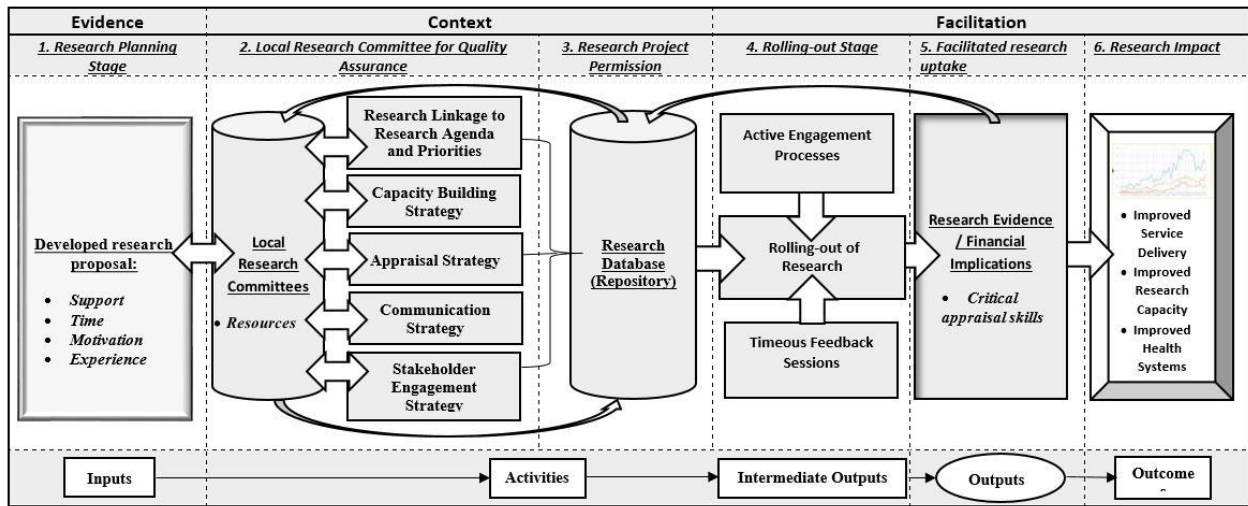 Evidence
Context
Facilitation
1. Research Planning
Stage
2. Local Research Committee for Quality
Assurance
3. Research Project
Permission
4. Rolling-out Stage
5. Facilitated research
uptake
6. Research Impact
Developed research
proposal:
• Support
• Time
• Motivation
• Experience
Local
Research
Committees
• Resources
Research Linkage to
Research Agenda
and Priorities
Capacity Building
Strategy
Appraisal Strategy
Communication
Strategy
Stakeholder
Engagement
Strategy
Research
Database
(Repository)
Active Engagement
Processes
Rolling-out of
Research
Timeous Feedback
Sessions
Research Evidence
/ Financial
Implications
• Critical
appraisal skills
• Improved
Service
Delivery
• Improved
Research
Capacity
• Improved
Health
Systems
Inputs
Activities
Intermediate Outputs
Outputs
Outcome